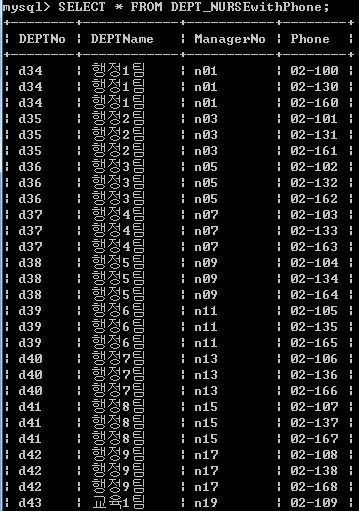 mysql> SELECT * FROM DEPT_NURSEwithPhone;
+--------+----------+-----------+--------+
| DEPTNo | DEPTName | ManagerNo | Phone
+--------+----------+-----------+--------+
| d34 | 행정1팀 | n01 | 02-100
| d34 | 행정1팀 | n01 | 02-130
| d34 | 행정1팀 | n01 | 02-160
| d35 | 행정2팀 | n03 | 02-101
| d35 | 행정2팀 | n03 | 02-131
| d35 | 행정2팀 | n03 | 02-161
| d36 | 행정3팀 | n05 | 02-102
| d36 | 행정3팀 | n05 | 02-132
| d36 | 행정3팀 | n05 | 02-162
| d37 | 행정4팀 | n07 | 02-103
| d37 | 행정4팀 | n07 | 02-133
| d37 | 행정4팀 | n07 | 02-163
| d38 | 행정5팀 | n09 | 02-104
| d38 | 행정5팀 | n09 | 02-134
| d38 | 행정5팀 | n09 | 02-164
| d39 | 행정6팀 | n11 | 02-105
| d39 | 행정6팀 | n11 | 02-135
| d39 | 행정6팀 | n11 | 02-165
| d40 | 행정7팀 | n13 | 02-106
| d40 | 행정7팀 | n13 | 02-136
| d40 | 행정7팀 | n13 | 02-166
| d41 | 행정8팀 | n15 | 02-107
| d41 | 행정8팀 | n15 | 02-137
| d41 | 행정8팀 | n15 | 02-167
| d42 | 행정9팀 | n17 | 02-108
| d42 | 행정9팀 | n17 | 02-138
| d42 | 행정9팀 | n17 | 02-168
| d43 | 교육1팀 | n19 | 02-109